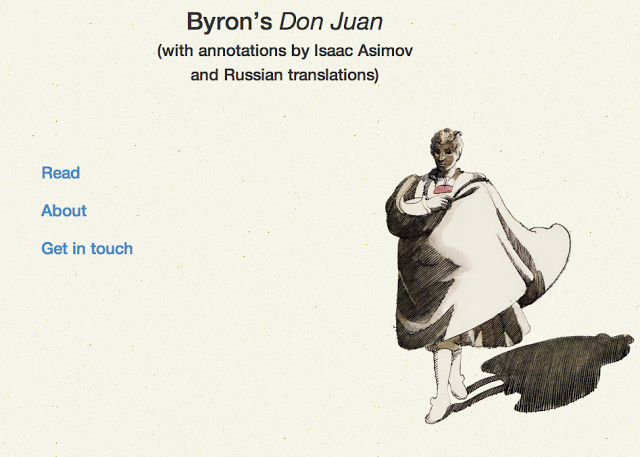 Byron’s Don Juan
(with annotations by Isaac Asimov
and Russian translations)
Read
About
Get in touch